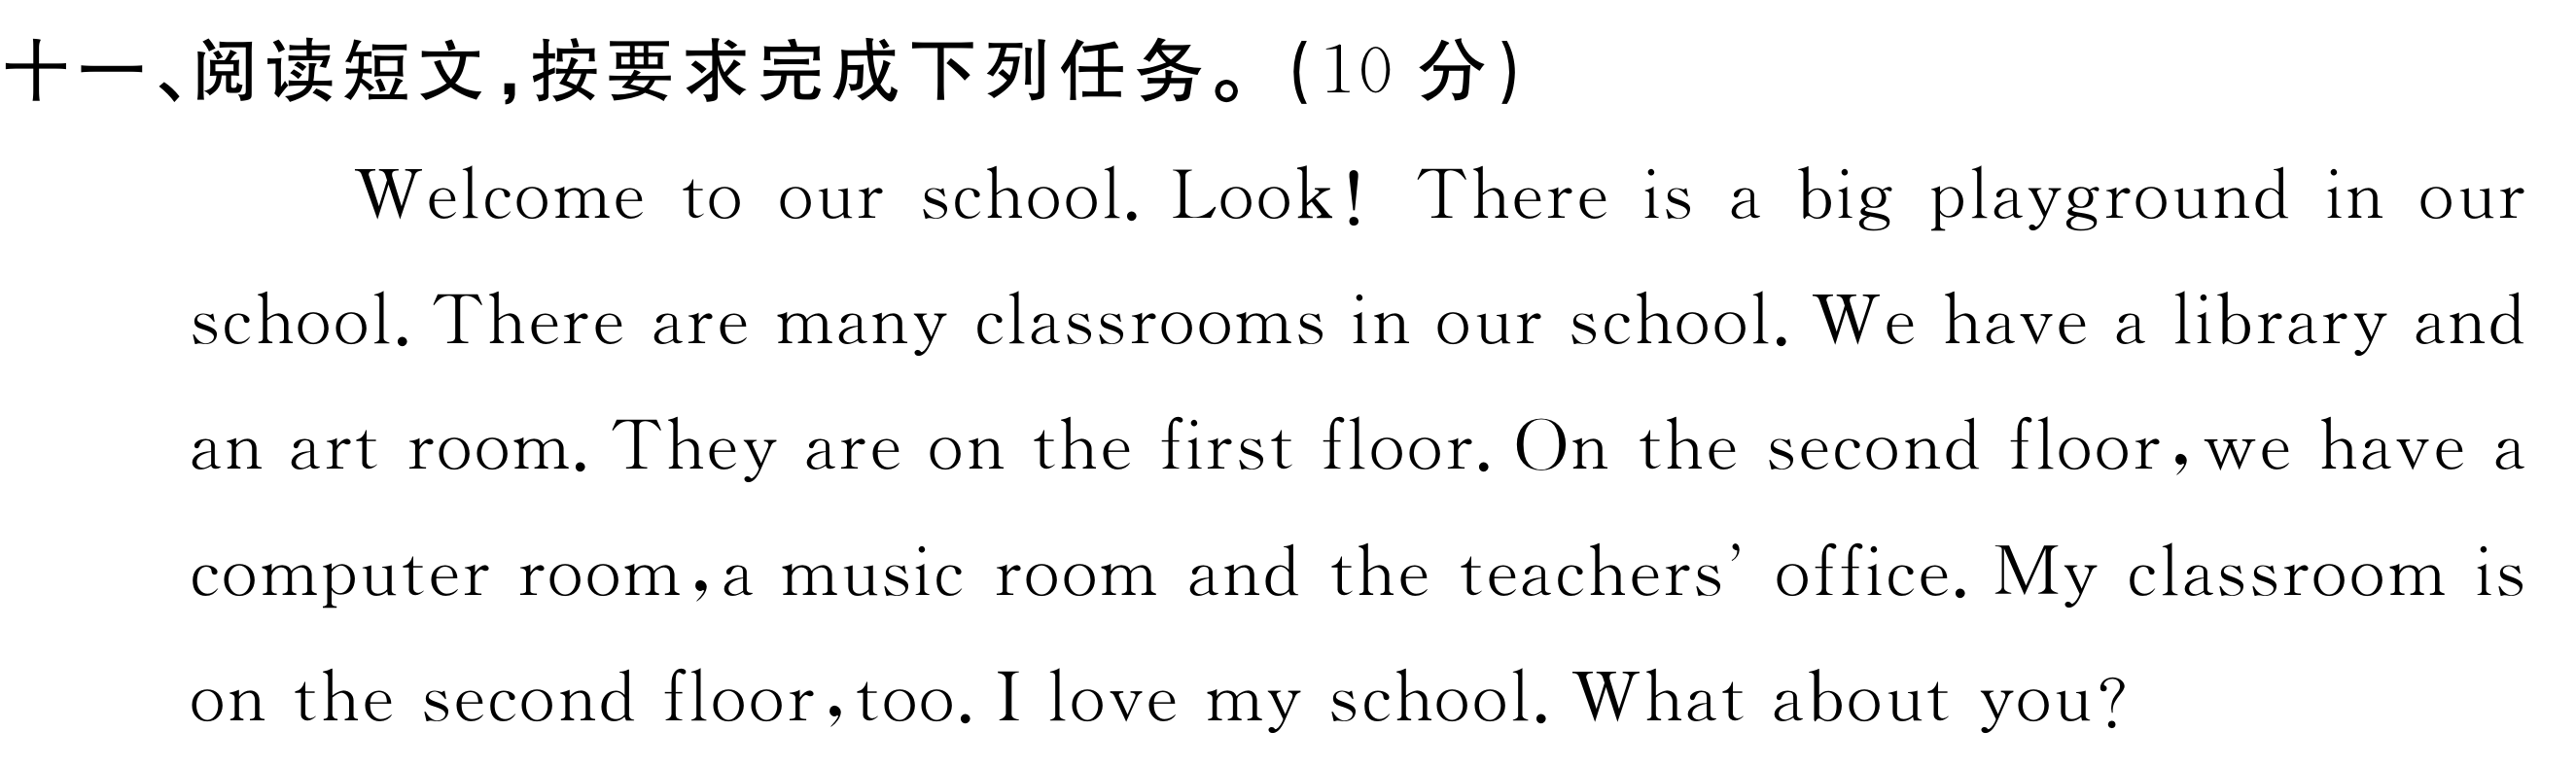 十一、阅读短文,按要求完成下列任务。(10 分)
Welcome to our school. Look! There is a big playground in our
school. There are many classrooms in our school. We have a library and
an art room. They are on the first floor. On the second floor, we have a
computer room, a music room and the teachers’ office. My classroom is
on the second floor, too. I love my school. What about you?